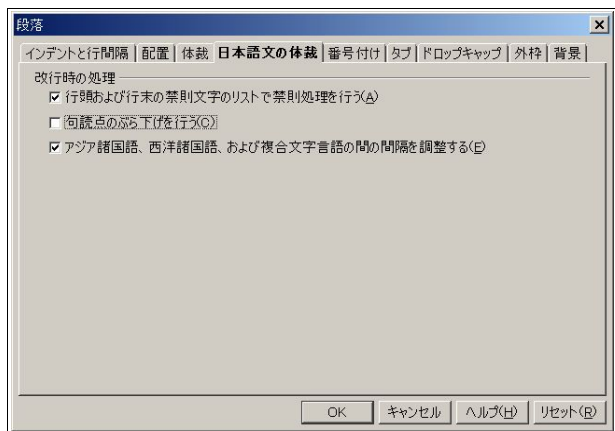 段落
インデントと行間隔 配置 体裁 日本語文の体裁 番号付け タブ ドロップキャップ 外枠 背景
改行時の処理
行頭および行末の禁則文字のリストで禁則処理を行う(A)
句読点のぶら下げを行う(C)
アジア諸国語、西洋諸国語、および複合文字言語の間の間隔を調整する(E)
OK キャンセル ヘルプ(H) リセット(R)